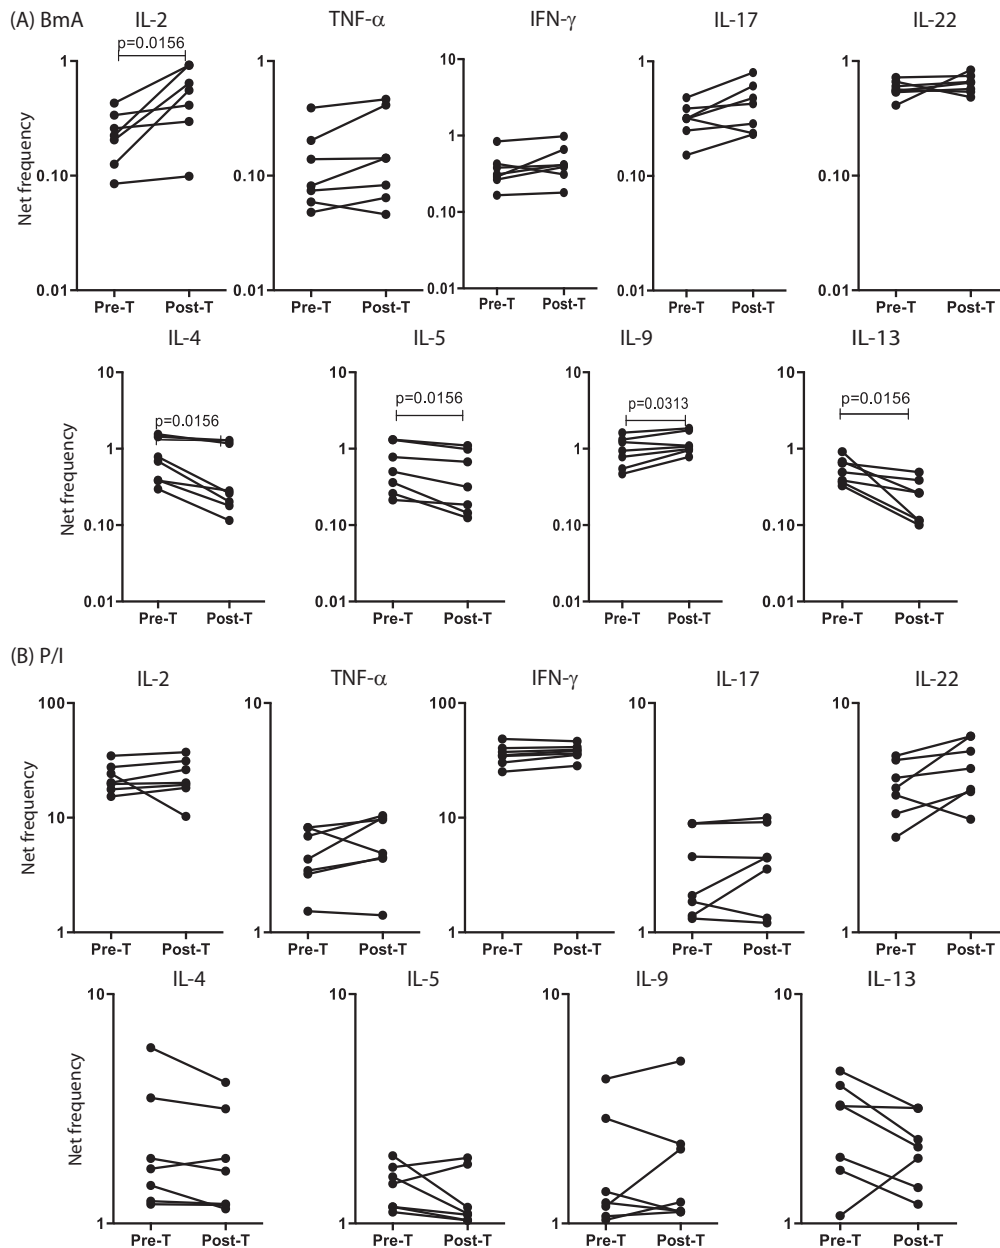 (A) BmA
IL-2 TNF-α IFN-γ IL-17 IL-22
p=0.0156
Net frequency
1 0.10 0.01
Pre-T Post-T
1 0.10 0.01
Pre-T Post-T
10 1 0.10 0.01
Pre-T Post-T
1 0.10 0.01
Pre-T Post-T
1 0.10 0.01
Pre-T Post-T
IL-4 IL-5 IL-9 IL-13
p=0.0156 p=0.0156 p=0.0313 p=0.0156
Net frequency
10 1 0.10 0.01
Pre-T Post-T
10 1 0.10 0.01
Pre-T Post-T
10 1 0.10 0.01
Pre-T Post-T
10 1 0.10 0.01
Pre-T Post-T
(B) P/I
IL-2 TNF-α IFN-γ IL-17 IL-22
Net frequency
100 10 1
Pre-T Post-T
10 1
Pre-T Post-T
100 10 1
Pre-T Post-T
10 1
Pre-T Post-T
10 1
Pre-T Post-T
IL-4 IL-5 IL-9 IL-13
Net frequency
10 1
Pre-T Post-T
10 1
Pre-T Post-T
10 1
Pre-T Post-T
10 1
Pre-T Post-T